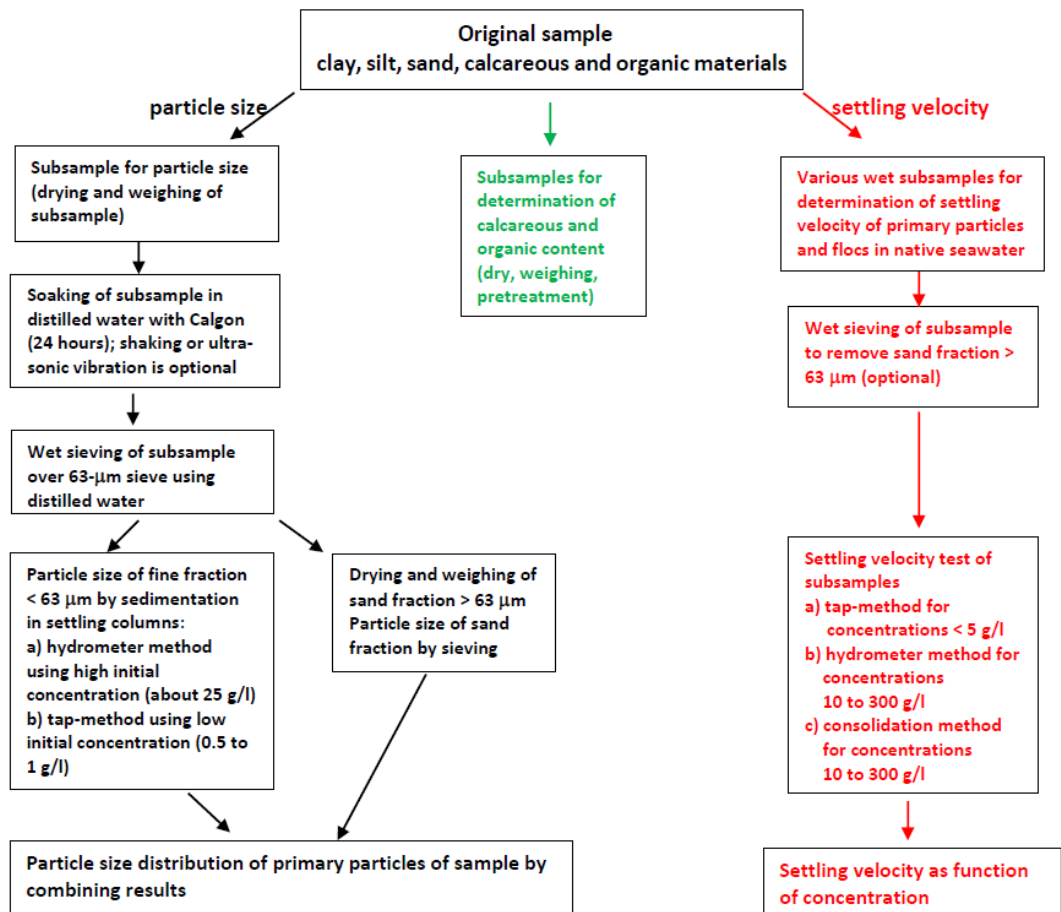 Original sample
clay, silt, sand, calcareous and organic materials
particle size
settling velocity
Subsample for particle size
(drying and weighing of
subsample)
Subsamples for
determination of
calcareous and
organic content
(dry, weighing,
pretreatment)
Various wet subsamples for
determination of settling
velocity of primary particles
and flocs in native seawater
Soaking of subsample in
distilled water with Calgon
(24 hours); shaking or ultra-
sonic vibration is optional
Wet sieving of subsample
to remove sand fraction >
63 μm (optional)
Wet sieving of subsample
over 63-μm sieve using
distilled water
Particle size of fine fraction
< 63 μm by sedimentation
in settling columns:
a) hydrometer method
using high initial
concentration (about 25 g/l)
b) tap-method using low
initial concentration (0.5 to
1 g/l)
Drying and weighing of
sand fraction > 63 μm
Particle size of sand
fraction by sieving
Settling velocity test of
subsamples
a) tap-method for
concentrations < 5 g/l
b) hydrometer method for
concentrations
10 to 300 g/l
c) consolidation method
for concentrations
10 to 300 g/l
Particle size distribution of primary particles of sample by
combining results
Settling velocity as function
of concentration